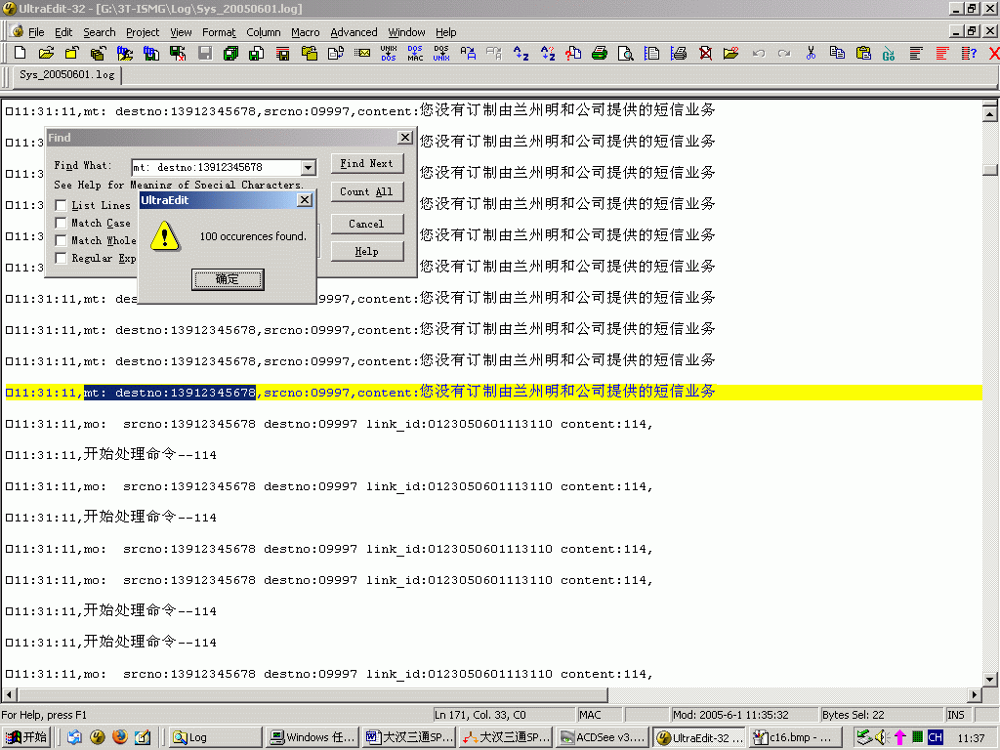 UltraEdit-32 - [G:\3T-ISMG\Log\Sys_20050601.log]
File Edit Search Project View Format Column Macro Advanced Window Help
Sys_20050601.log
11:31:11,mt: destno:13912345678,srcno:09997,content:您没有订制由兰州明和公司提供的短信业务
11:3 您没有订制由兰州明和公司提供的短信业务
Find
11:3 您没有订制由兰州明和公司提供的短信业务
Find What: mt: destno:13912345678 Find Next
See Help for Meaning of Special Characters.
List Lines Count All
Match Case Cancel
Match Whole
Regular Exp Help
UltraEdit
100 occurences found.
确定
11:3 您没有订制由兰州明和公司提供的短信业务
11:3 您没有订制由兰州明和公司提供的短信业务
11:3 您没有订制由兰州明和公司提供的短信业务
11:31:11,mt: de 09997,content:您没有订制由兰州明和公司提供的短信业务
11:31:11,mt: destno:13912345678,srcno:09997,content:您没有订制由兰州明和公司提供的短信业务
11:31:11,mt: destno:13912345678,srcno:09997,content:您没有订制由兰州明和公司提供的短信业务
11:31:11,mt: destno:13912345678,srcno:09997,content:您没有订制由兰州明和公司提供的短信业务
11:31:11,mo:  srcno:13912345678 destno:09997 link_id:0123050601113110 content:114,
11:31:11,开始处理命令--114
11:31:11,mo:  srcno:13912345678 destno:09997 link_id:0123050601113110 content:114,
11:31:11,开始处理命令--114
11:31:11,mo:  srcno:13912345678 destno:09997 link_id:0123050601113110 content:114,
11:31:11,mo:  srcno:13912345678 destno:09997 link_id:0123050601113110 content:114,
11:31:11,开始处理命令--114
11:31:11,开始处理命令--114
11:31:11,mo:  srcno:13912345678 destno:09997 link_id:0123050601113110 content:114,
For Help, press F1 Ln 171, Col. 33, C0 MAC Mod: 2005-6-1 11:35:32 Bytes Sel: 22 INS
开始 Log Windows 任... 大汉三通SP... 大汉三通SP... ACDSee v3.... UltraEdit-32 ... c16.bmp - ... CH 11:37